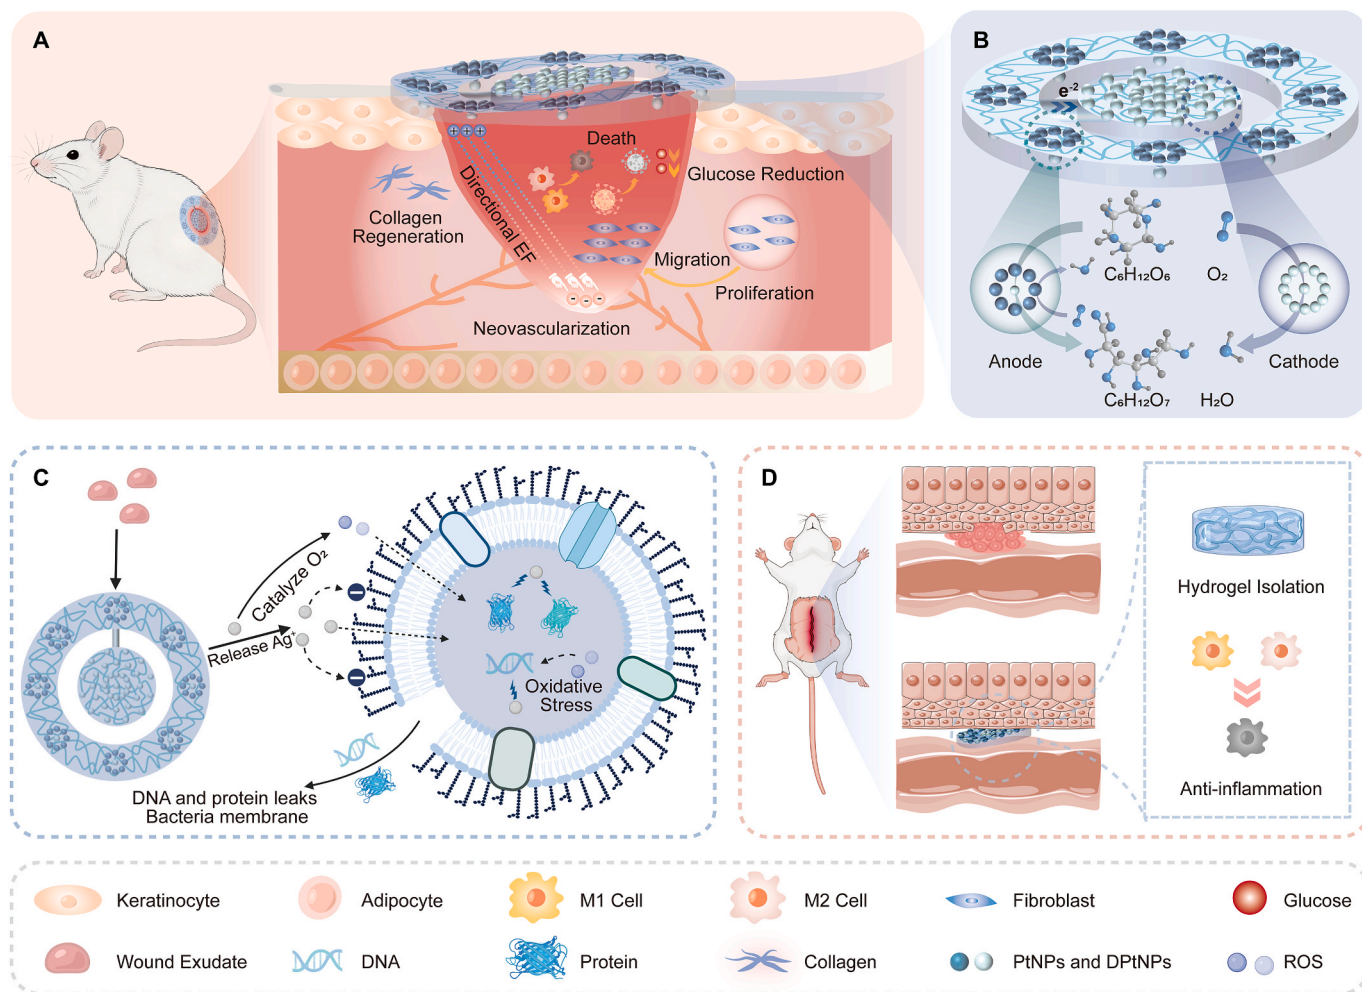 A
Death
Glucose Reduction
Collagen
Regeneration
Directional EF
Migration
Proliferation
Neovascularization
B
e⁻²
C₆H₁₂O₆
O₂
Anode
Cathode
C₆H₁₂O₇
H₂O
C
Catalyze O₂
Release Ag⁺
Oxidative
Stress
DNA and protein leaks
Bacteria membrane
D
Hydrogel Isolation
Anti-inflammation
Keratinocyte
Adipocyte
M1 Cell
M2 Cell
Fibroblast
Glucose
Wound Exudate
DNA
Protein
Collagen
PtNPs and DPtNPs
ROS